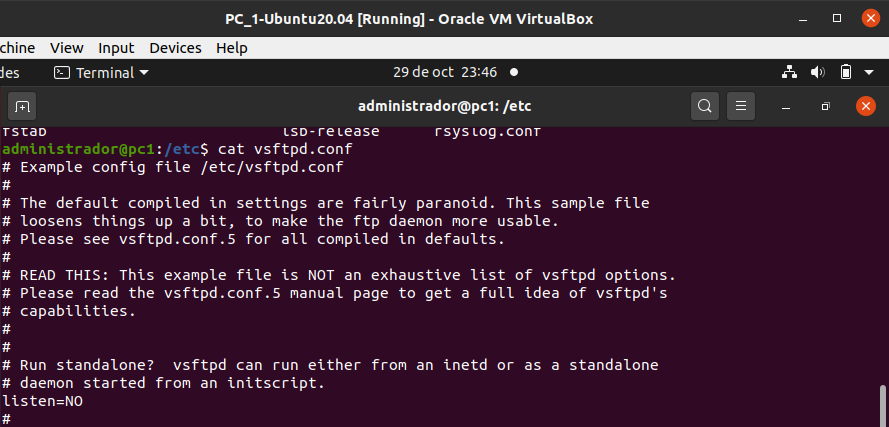 PC_1-Ubuntu20.04 [Running] - Oracle VM VirtualBox
chine View Input Devices Help
des Terminal 29 de oct 23:46
administrador@pc1: /etc
fstab lsb-release rsyslog.conf
administrador@pc1:/etc$ cat vsftpd.conf
# Example config file /etc/vsftpd.conf
#
# The default compiled in settings are fairly paranoid. This sample file
# loosens things up a bit, to make the ftp daemon more usable.
# Please see vsftpd.conf.5 for all compiled in defaults.
#
# READ THIS: This example file is NOT an exhaustive list of vsftpd options.
# Please read the vsftpd.conf.5 manual page to get a full idea of vsftpd's
# capabilities.
#
#
# Run standalone?  vsftpd can run either from an inetd or as a standalone
# daemon started from an initscript.
listen=NO
#